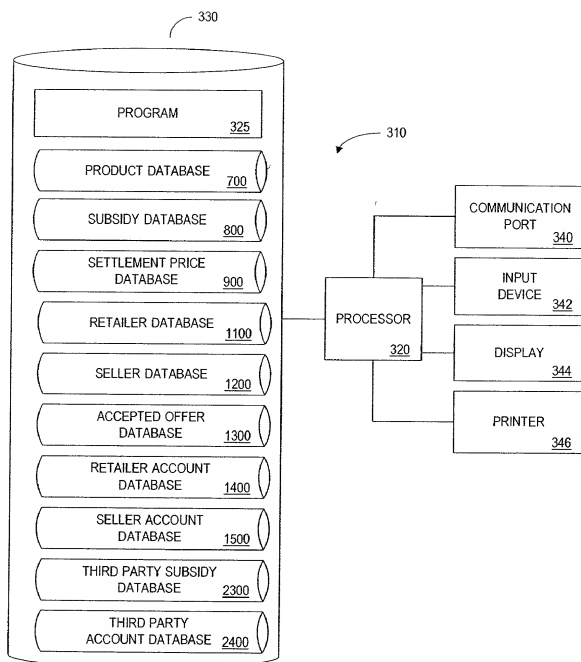 330
PROGRAM
325
PRODUCT DATABASE
700
SUBSIDY DATABASE
800
SETTLEMENT PRICE
DATABASE
900
RETAILER DATABASE
1100
SELLER DATABASE
1200
ACCEPTED OFFER
DATABASE
1300
RETAILER ACCOUNT
DATABASE
1400
SELLER ACCOUNT
DATABASE
1500
THIRD PARTY SUBSIDY
DATABASE
2300
THIRD PARTY
ACCOUNT DATABASE
2400
310
PROCESSOR
320
COMMUNICATION
PORT
340
INPUT
DEVICE
342
DISPLAY
344
PRINTER
346